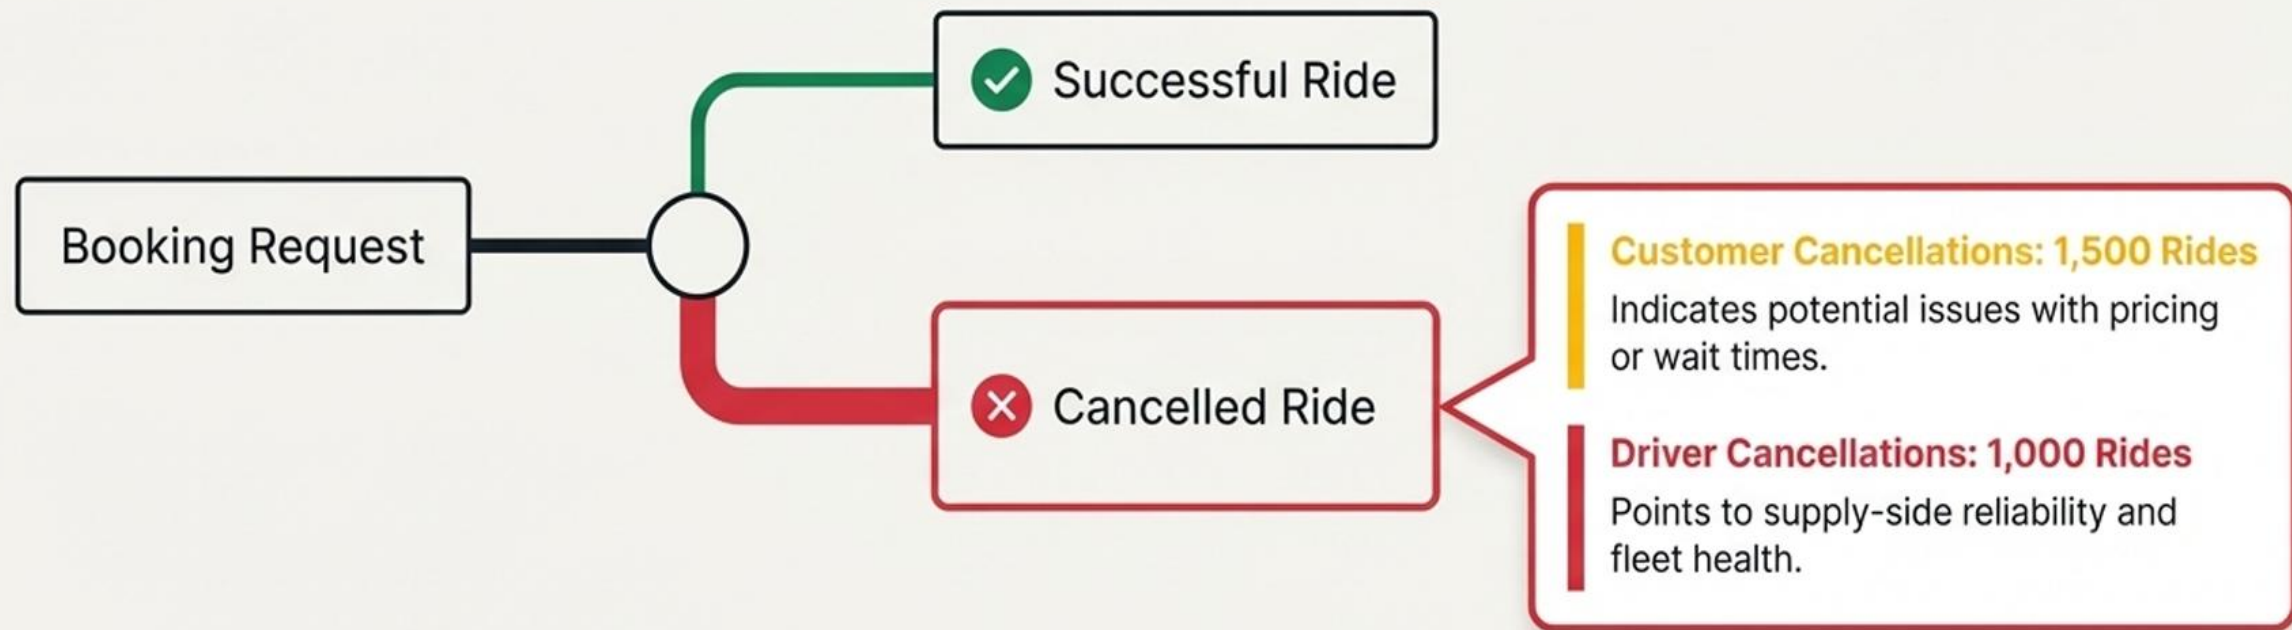 Booking Request
Successful Ride
Cancelled Ride
Customer Cancellations: 1,500 Rides
Indicates potential issues with pricing
or wait times.
Driver Cancellations: 1,000 Rides
Points to supply-side reliability and
fleet health.